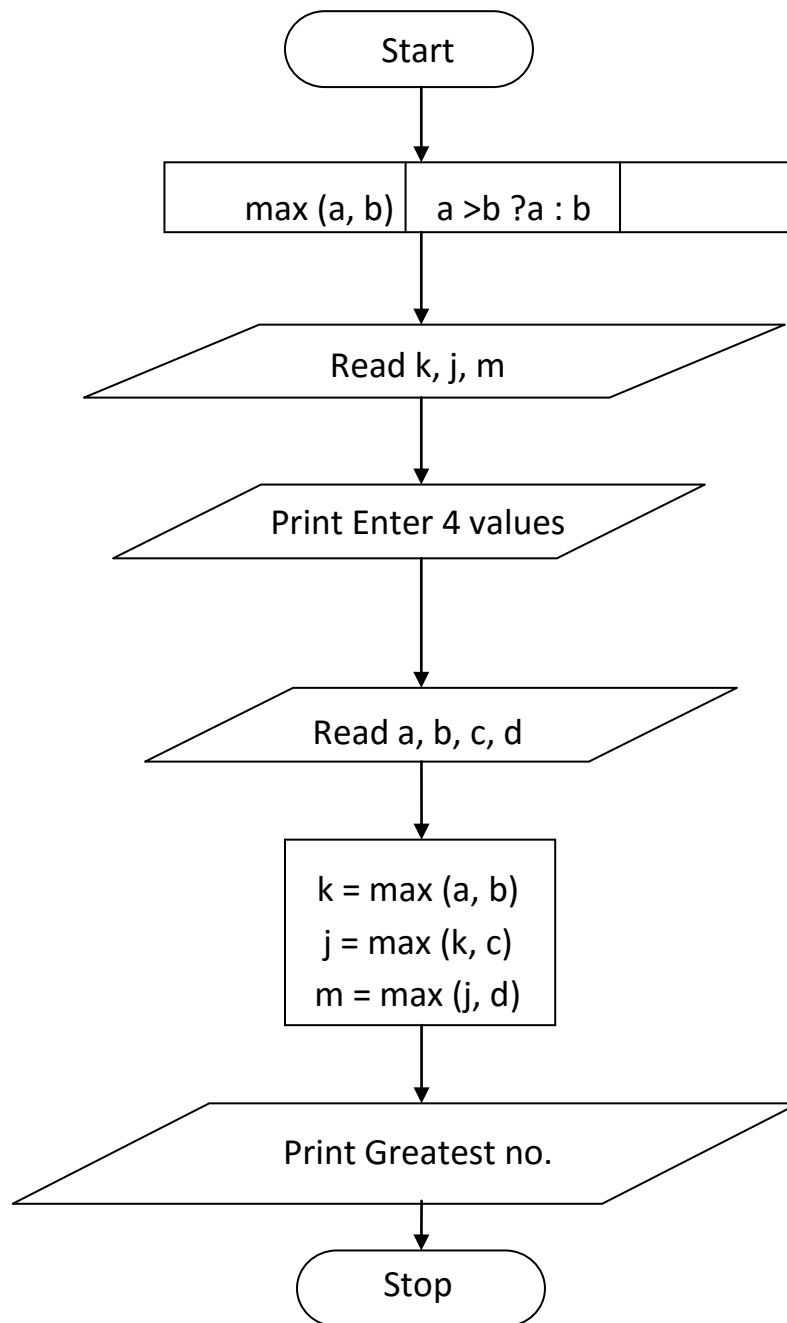 Start
max (a, b) a >b ?a : b
Read k, j, m
Print Enter 4 values
Read a, b, c, d
k = max (a, b)
j = max (k, c)
m = max (j, d)
Print Greatest no.
Stop